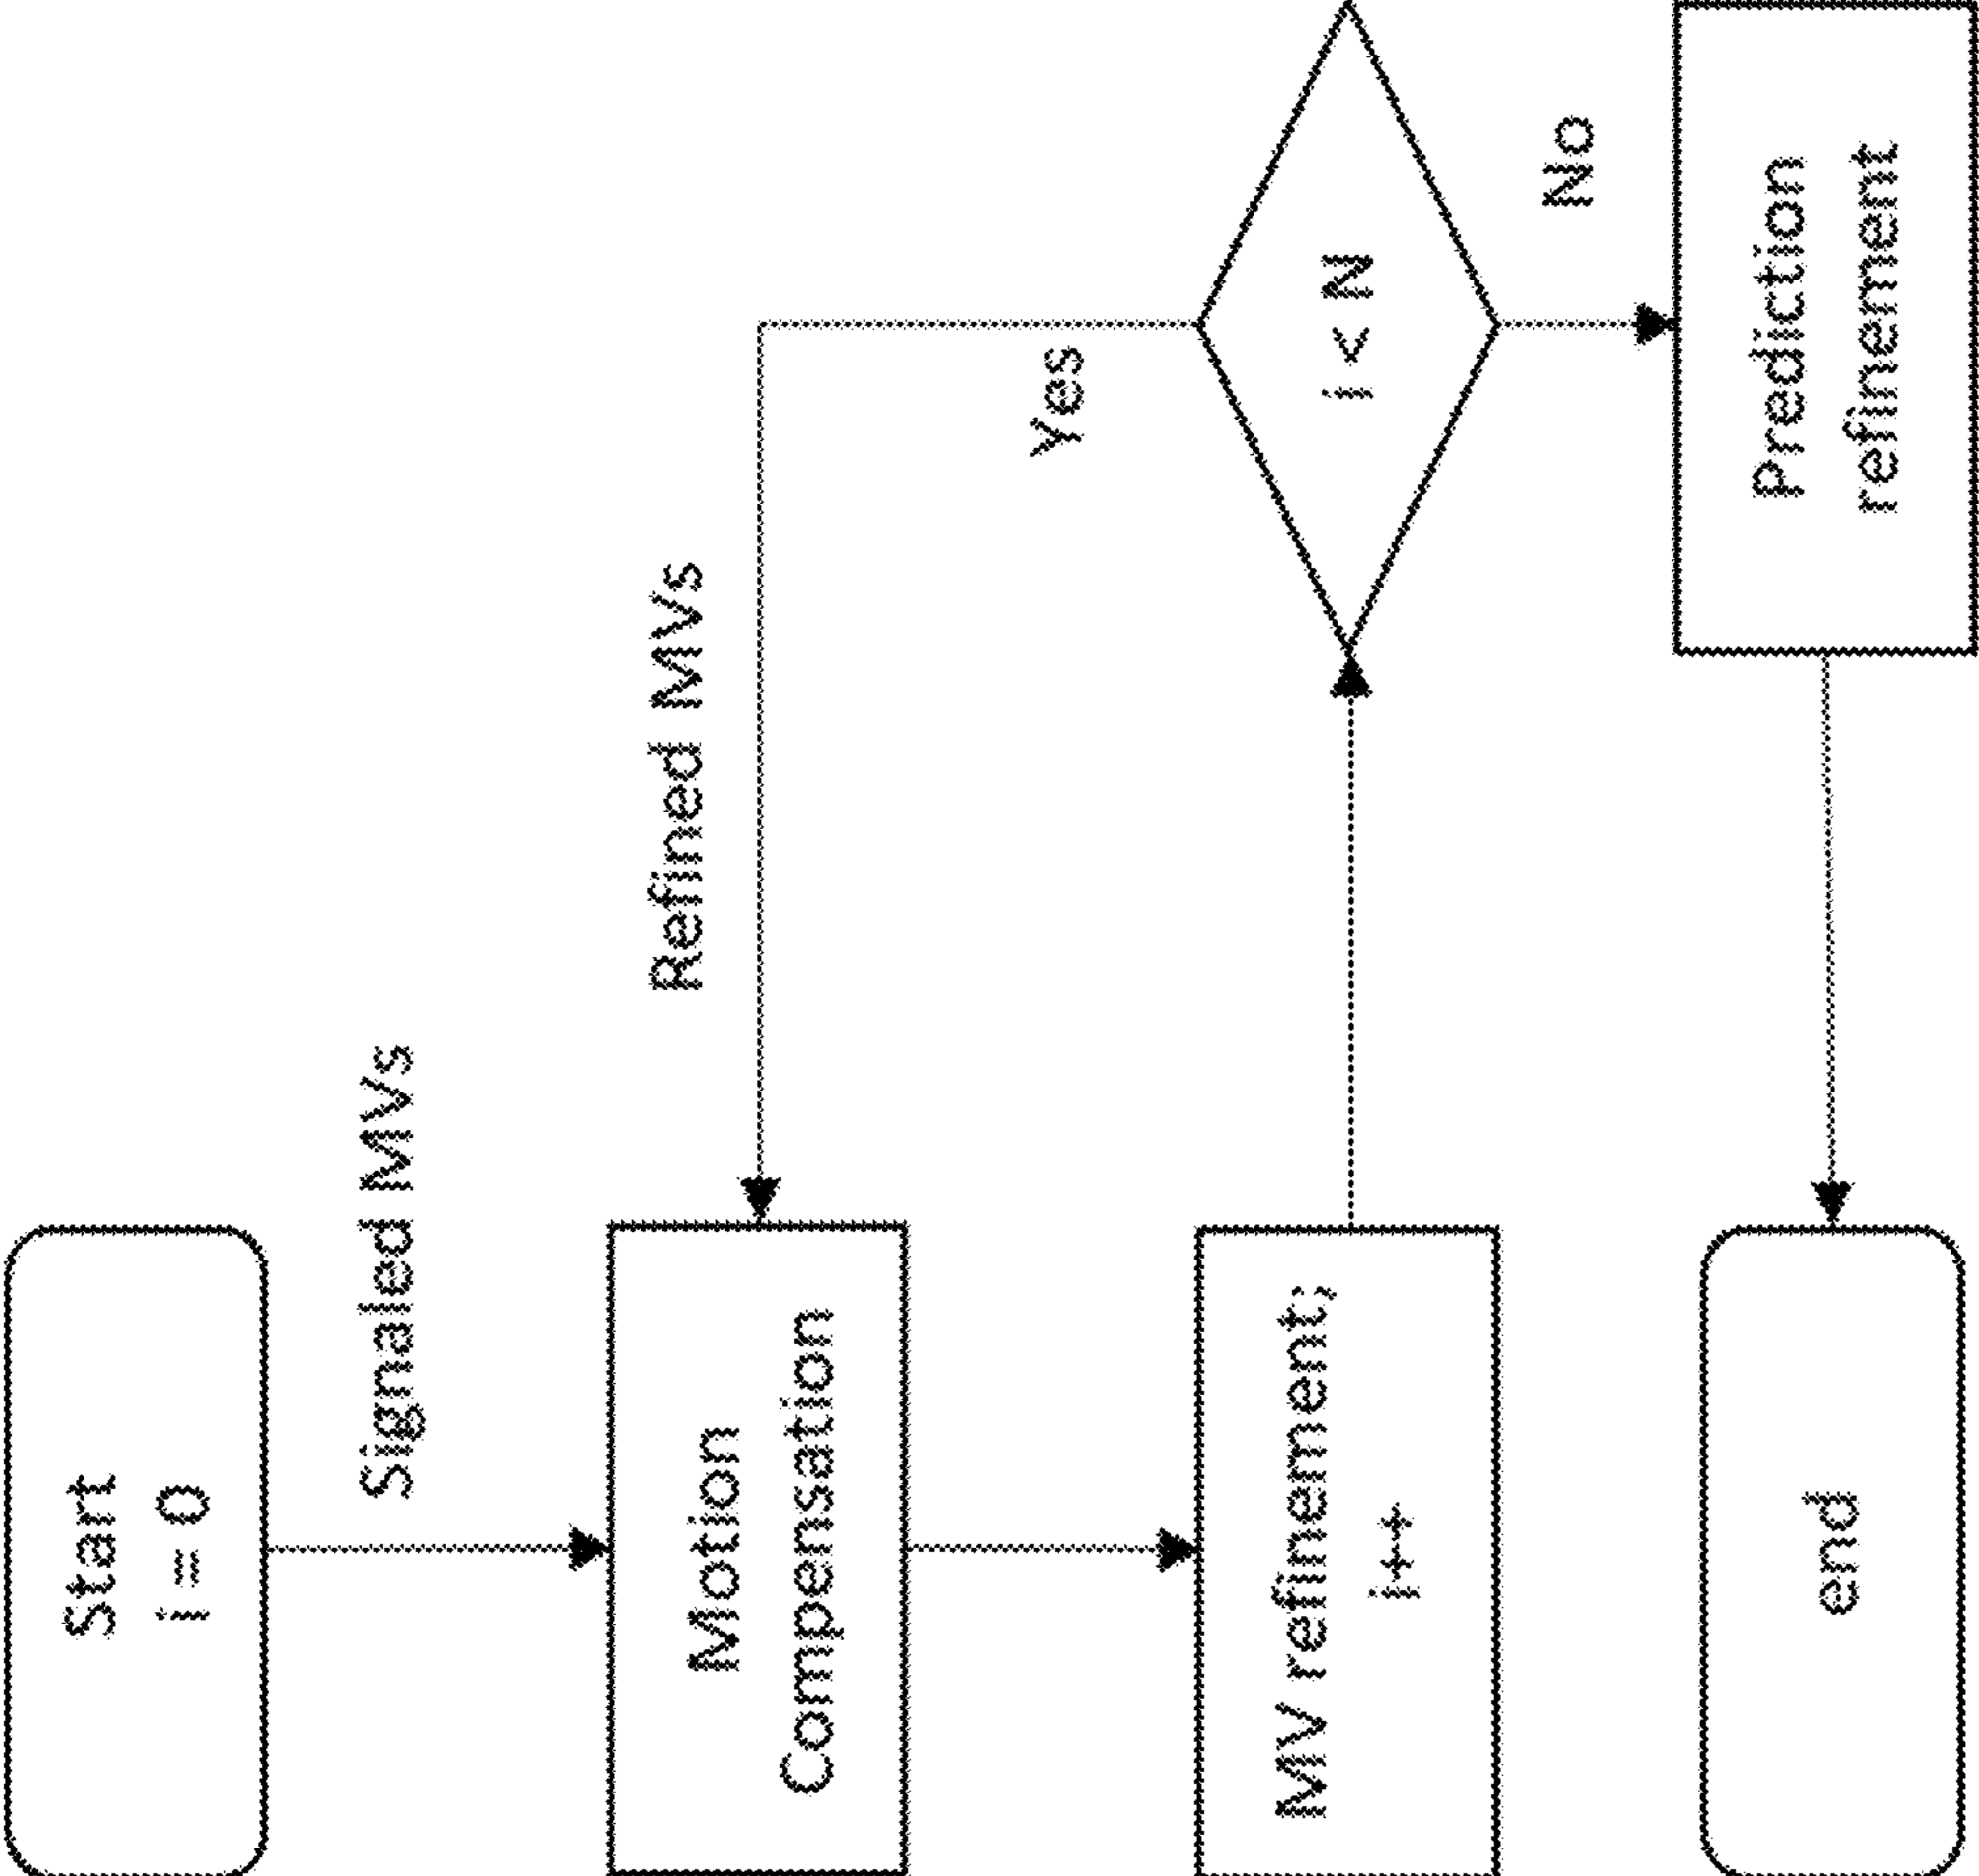 Start
i = 0
Signaled MVs
Motion
Compensation
Refined MVs
MV refinement;
i++
Yes
i < N
No
Prediction
refinement
end